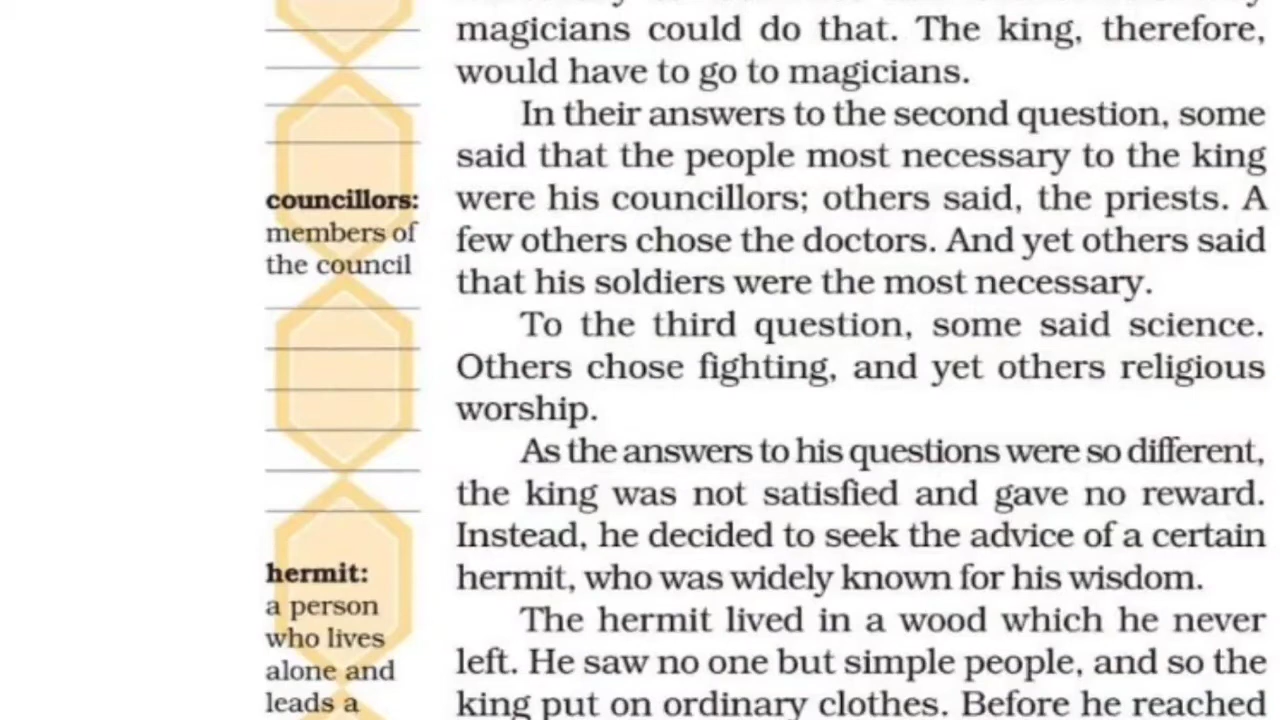 magicians could do that. The king, therefore,
would have to go to magicians.
In their answers to the second question, some
said that the people most necessary to the king
were his councillors; others said, the priests. A
few others chose the doctors. And yet others said
that his soldiers were the most necessary.
To the third question, some said science.
Others chose fighting, and yet others religious
worship.
As the answers to his questions were so different,
the king was not satisfied and gave no reward.
Instead, he decided to seek the advice of a certain
hermit, who was widely known for his wisdom.
The hermit lived in a wood which he never
left. He saw no one but simple people, and so the
king put on ordinary clothes. Before he reached
councillors:
members of
the council
hermit:
a person
who lives
alone and
leads a